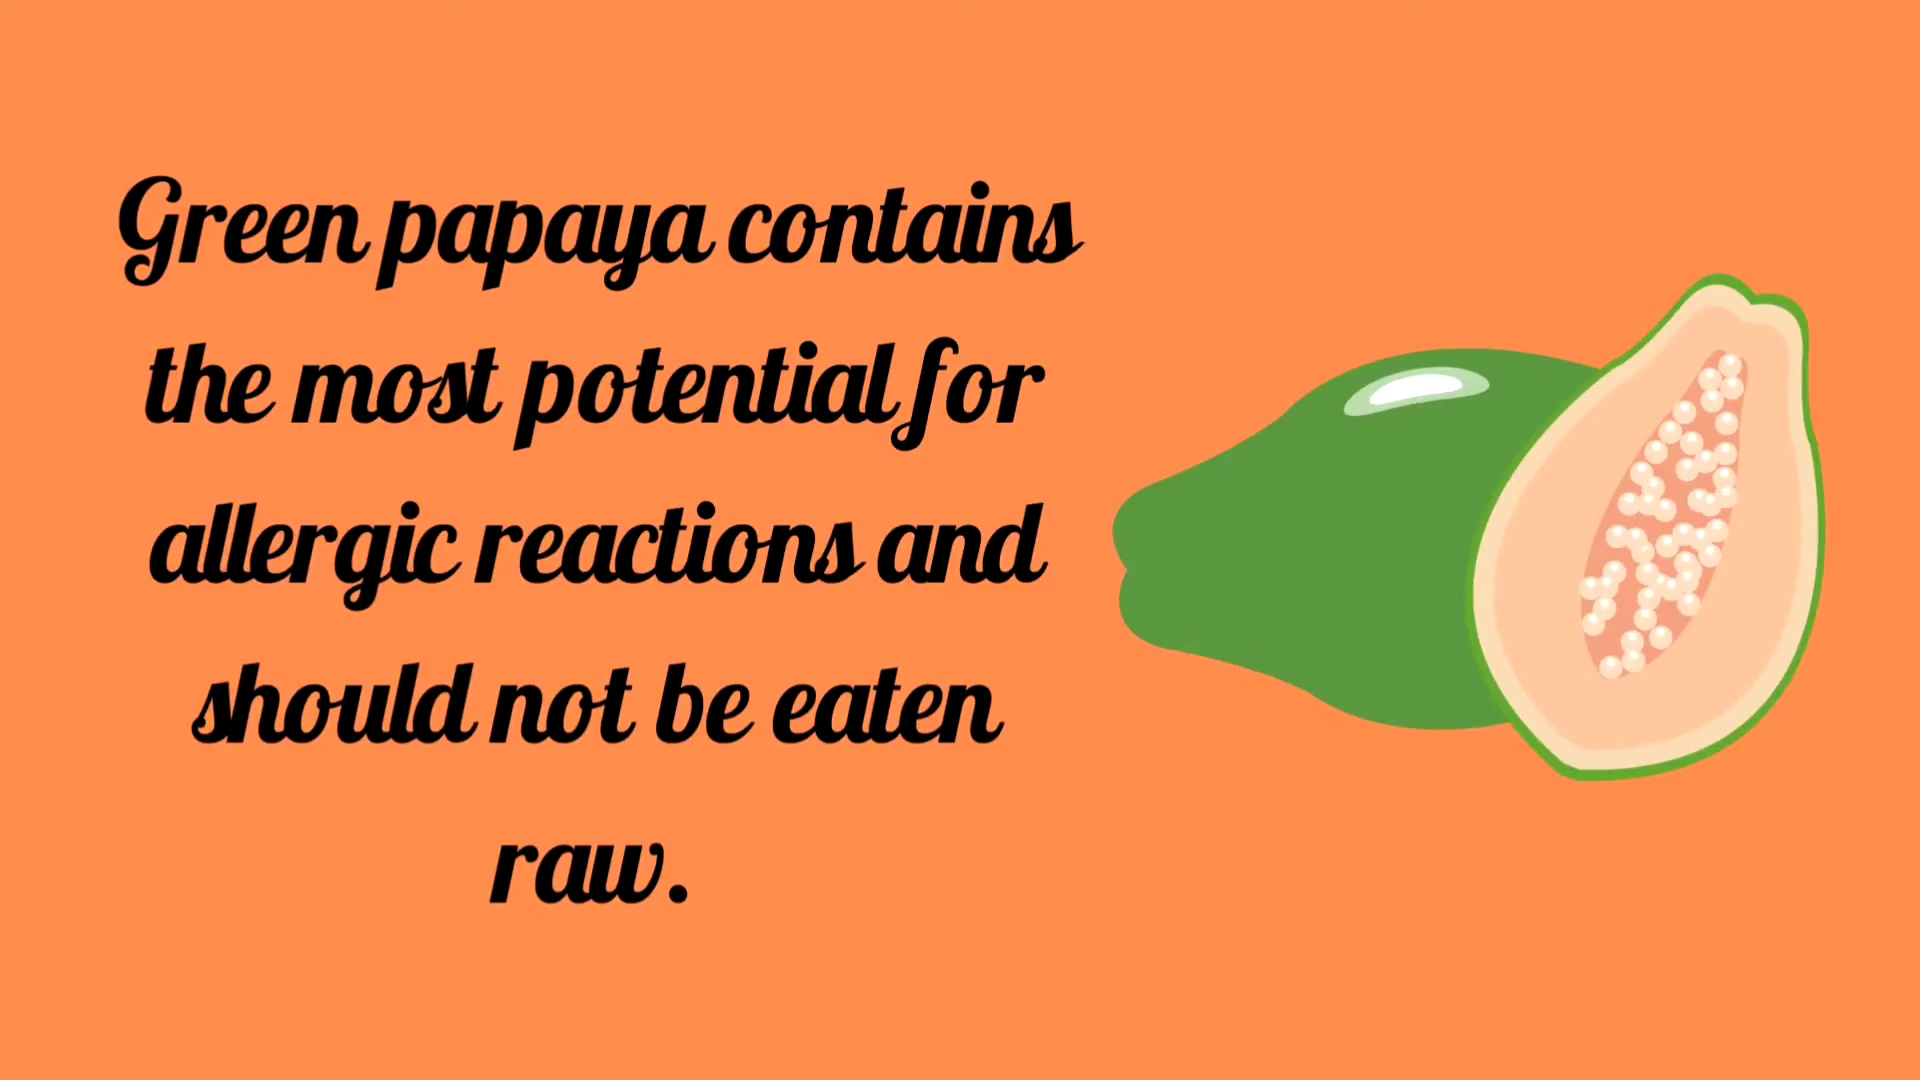 Green papaya contains
the most potential for
allergic reactions and
should not be eaten
raw.